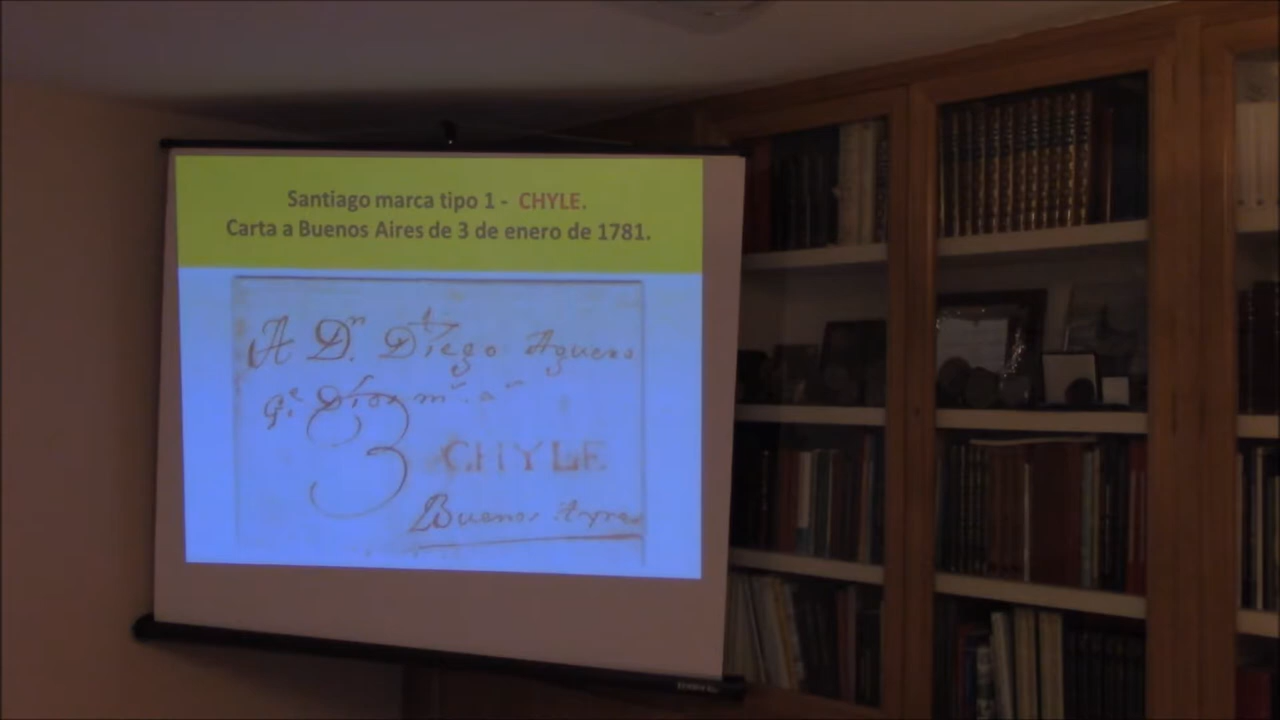 Santiago marca tipo 1 - CHYLE.
Carta a Buenos Aires de 3 de enero de 1781.
A Dn. Diego Aguero
CHYLE
Buenos Ayres